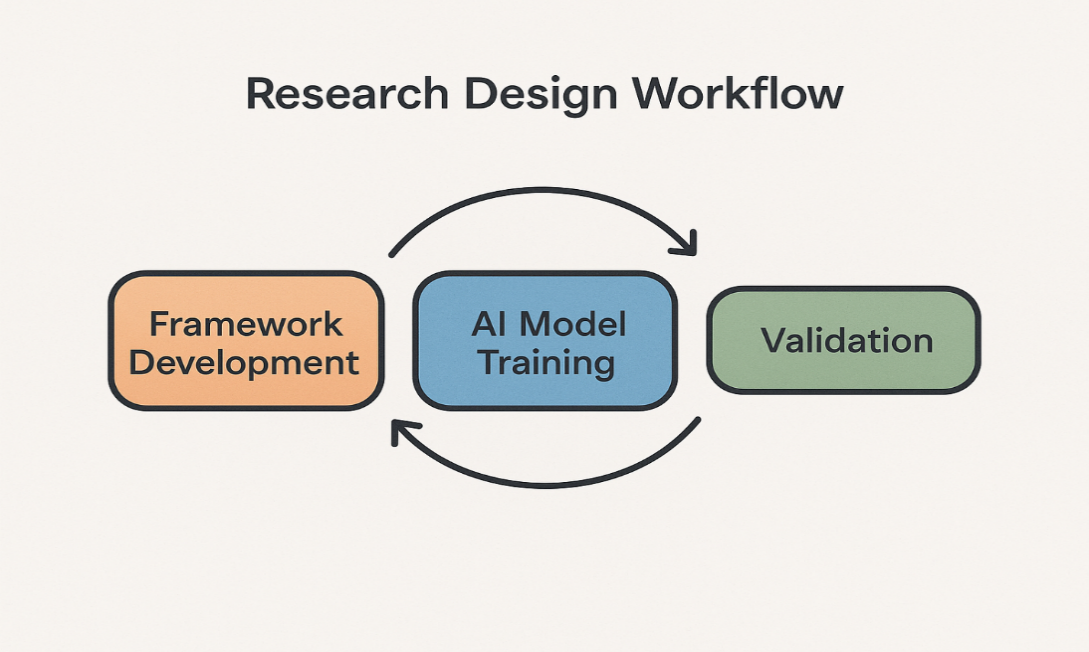 Research Design Workflow
Framework
Development
AI Model
Training
Validation